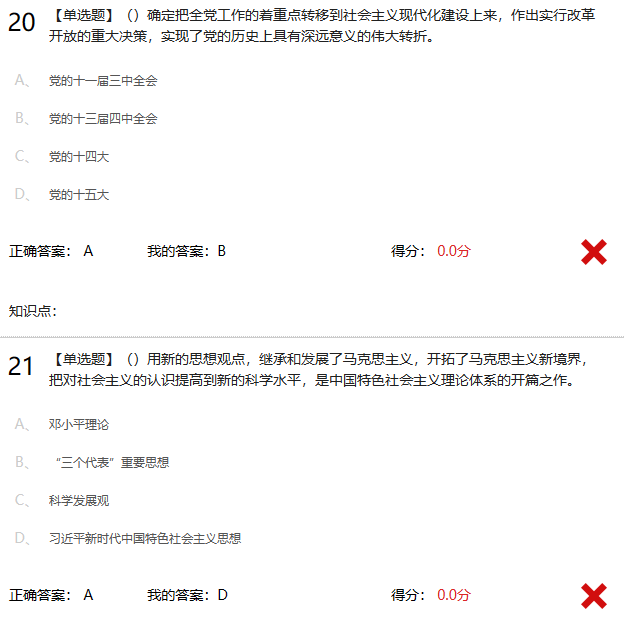 20 【单选题】（）确定把全党工作的着重点转移到社会主义现代化建设上来，作出实行改革
开放的重大决策，实现了党的历史上具有深远意义的伟大转折。
A、 党的十一届三中全会
B、 党的十三届四中全会
C、 党的十四大
D、 党的十五大
正确答案： A 我的答案：B 得分： 0.0分
知识点：
21 【单选题】（）用新的思想观点，继承和发展了马克思主义，开拓了马克思主义新境界，
把对社会主义的认识提高到新的科学水平，是中国特色社会主义理论体系的开篇之作。
A、 邓小平理论
B、 “三个代表”重要思想
C、 科学发展观
D、 习近平新时代中国特色社会主义思想
正确答案： A 我的答案：D 得分： 0.0分